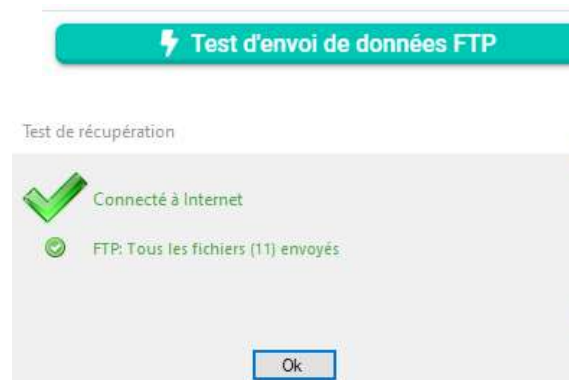 Test d'envoi de données FTP
Test de récupération
Connecté à Internet
FTP: Tous les fichiers (11) envoyés
Ok